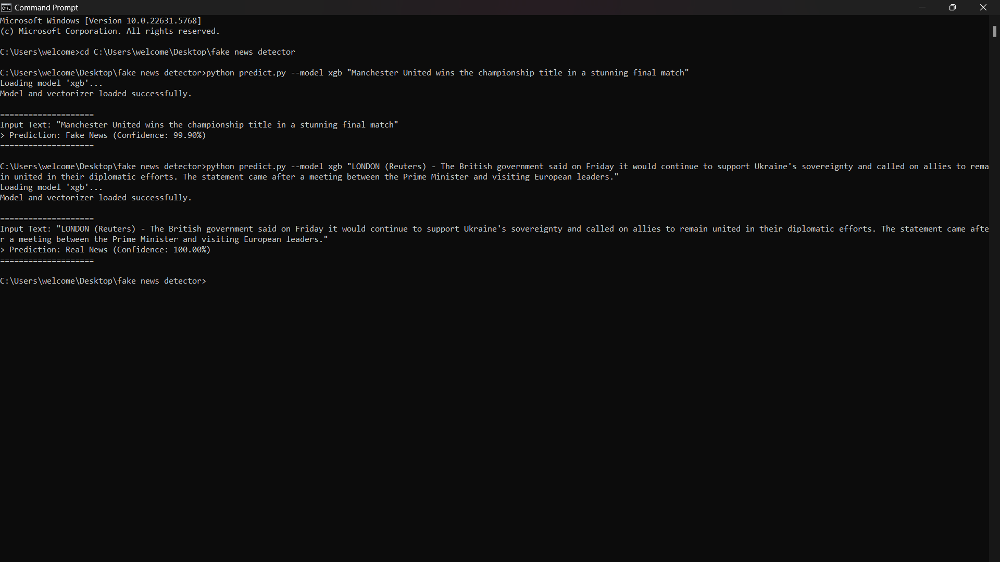 Command Prompt
Microsoft Windows [Version 10.0.22631.5768]
(c) Microsoft Corporation. All rights reserved.
C:\Users\welcome>cd C:\Users\welcome\Desktop\fake news detector
C:\Users\welcome\Desktop\fake news detector>python predict.py --model xgb "Manchester United wins the championship title in a stunning final match"
Loading model 'xgb'...
Model and vectorizer loaded successfully.
====================
Input Text: "Manchester United wins the championship title in a stunning final match"
> Prediction: Fake News (Confidence: 99.90%)
====================
C:\Users\welcome\Desktop\fake news detector>python predict.py --model xgb "LONDON (Reuters) - The British government said on Friday it would continue to support Ukraine's sovereignty and called on allies to rema
in united in their diplomatic efforts. The statement came after a meeting between the Prime Minister and visiting European leaders."
Loading model 'xgb'...
Model and vectorizer loaded successfully.
====================
Input Text: "LONDON (Reuters) - The British government said on Friday it would continue to support Ukraine's sovereignty and called on allies to remain united in their diplomatic efforts. The statement came afte
r a meeting between the Prime Minister and visiting European leaders."
> Prediction: Real News (Confidence: 100.00%)
====================
C:\Users\welcome\Desktop\fake news detector>